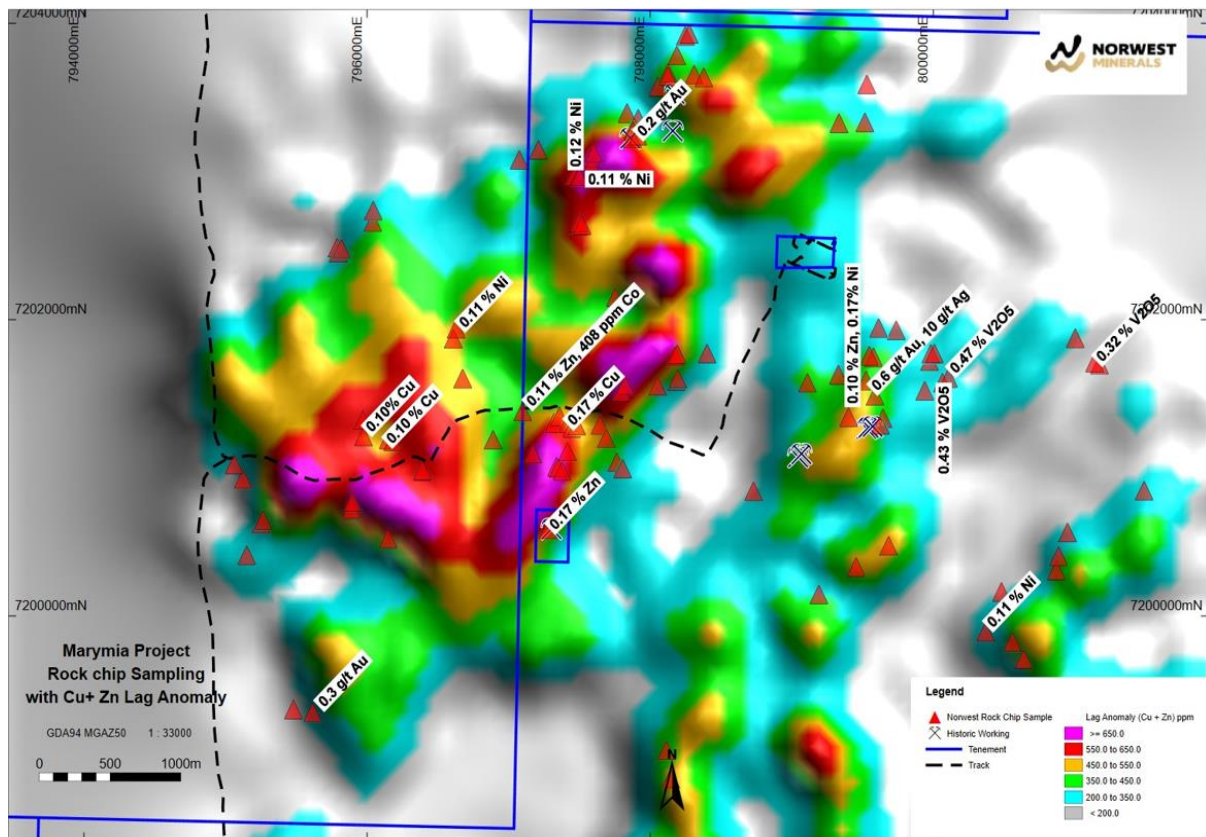 7204000mN
7204000mN
794000mE
796000mE
798000mE
800000mE
NORWEST
MINERALS
0.2 g/t Au
0.12 % Ni
0.11 % Ni
7202000mN
7202000mN
0.11 % Ni
0.11 % Zn, 408 ppm Co
0.17 % Cu
0.10% Cu
0.10 % Cu
0.10 % Zn, 0.17% Ni
0.6 g/t Au, 10 g/t Ag
0.47 % V2O5
0.43 % V2O5
0.32 % V2O5
0.17 % Zn
7200000mN
7200000mN
0.11 % Ni
0.3 g/t Au
Marymia Project
Rock chip Sampling
with Cu+ Zn Lag Anomaly
GDA94 MGAZ50 1 : 33000
0 500 1000m
N
Legend
Norwest Rock Chip Sample
Historic Working
Tenement
Track
Lag Anomaly (Cu + Zn) ppm
>= 650.0
550.0 to 650.0
450.0 to 550.0
350.0 to 450.0
200.0 to 350.0
< 200.0